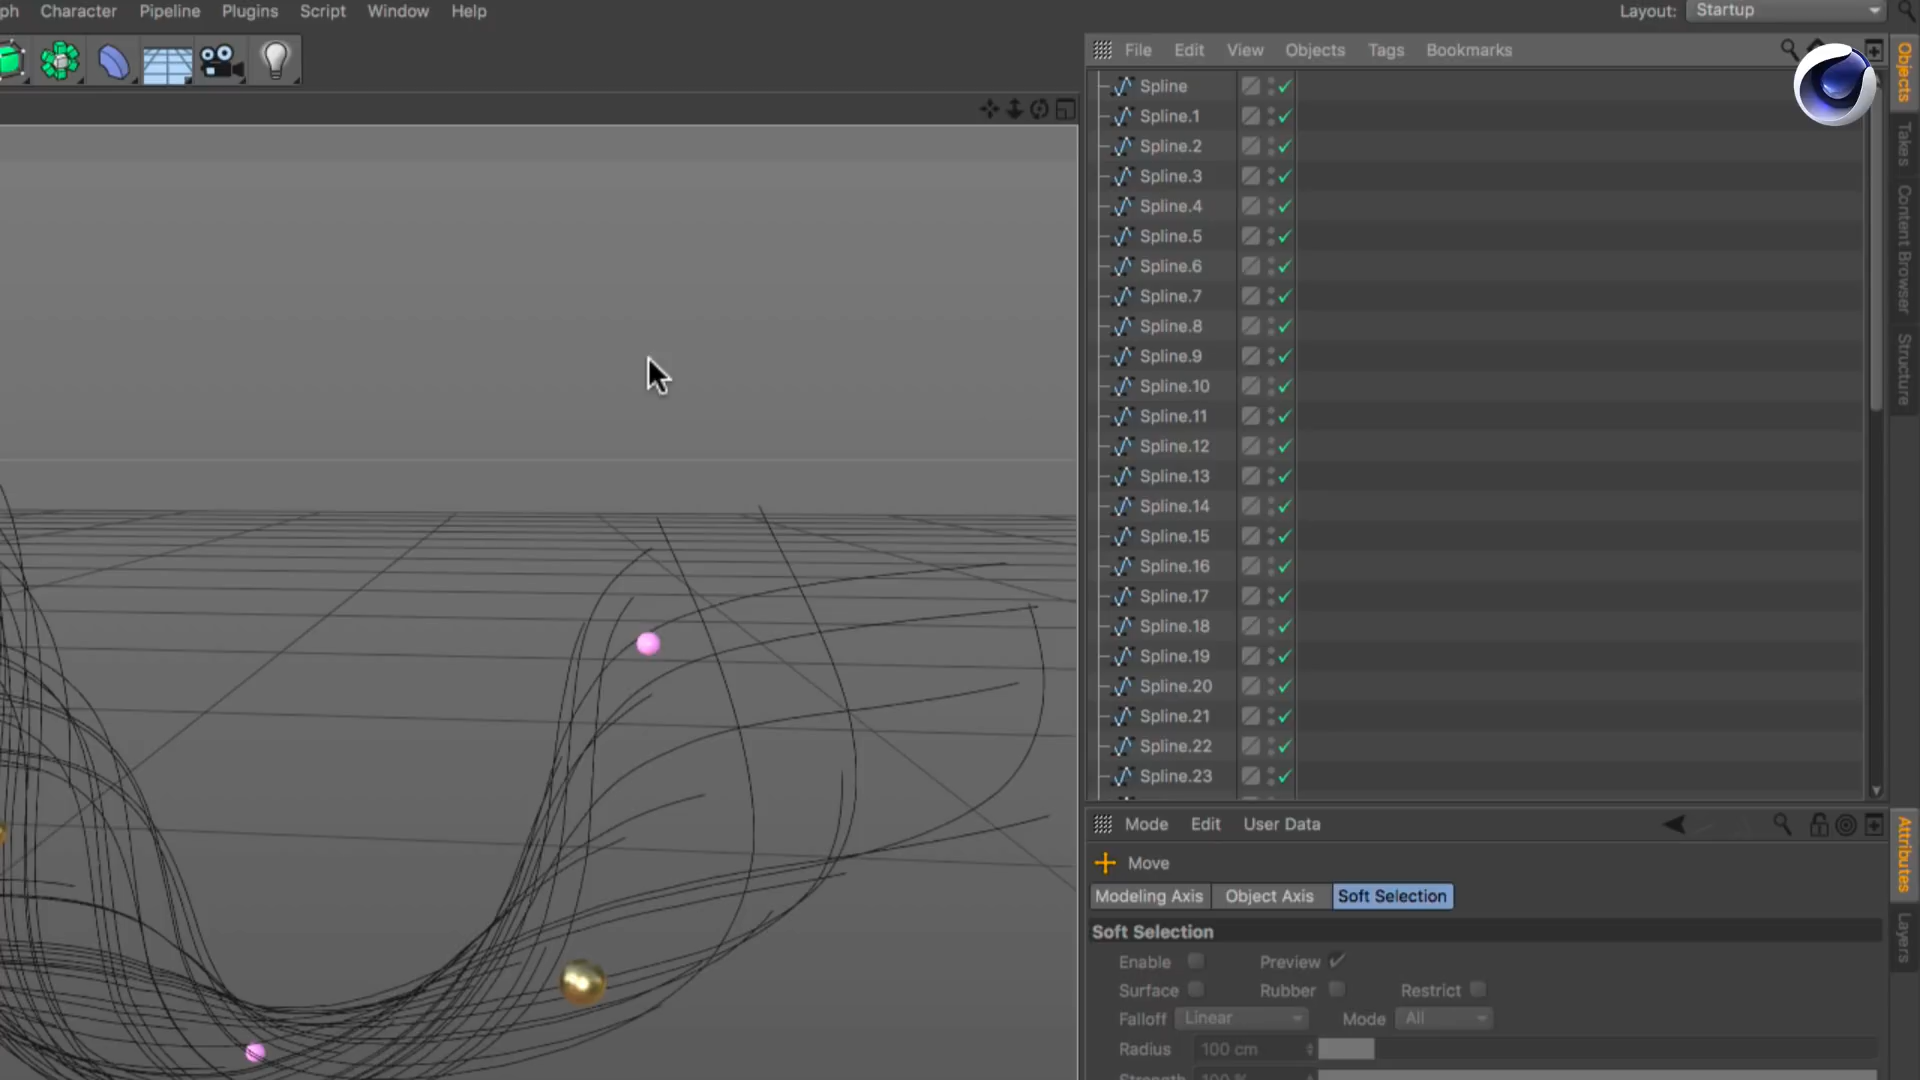 ph Character Pipeline Plugins Script Window Help
Layout: Startup
File Edit View Objects Tags Bookmarks
Spline
Spline.1
Spline.2
Spline.3
Spline.4
Spline.5
Spline.6
Spline.7
Spline.8
Spline.9
Spline.10
Spline.11
Spline.12
Spline.13
Spline.14
Spline.15
Spline.16
Spline.17
Spline.18
Spline.19
Spline.20
Spline.21
Spline.22
Spline.23
Objects
Takes
Content Browser
Structure
Mode Edit User Data
Move
Modeling Axis Object Axis Soft Selection
Soft Selection
Enable Preview
Surface Rubber Restrict
Falloff Linear Mode All
Radius 100 cm
Strength 100 %
Attributes
Layers